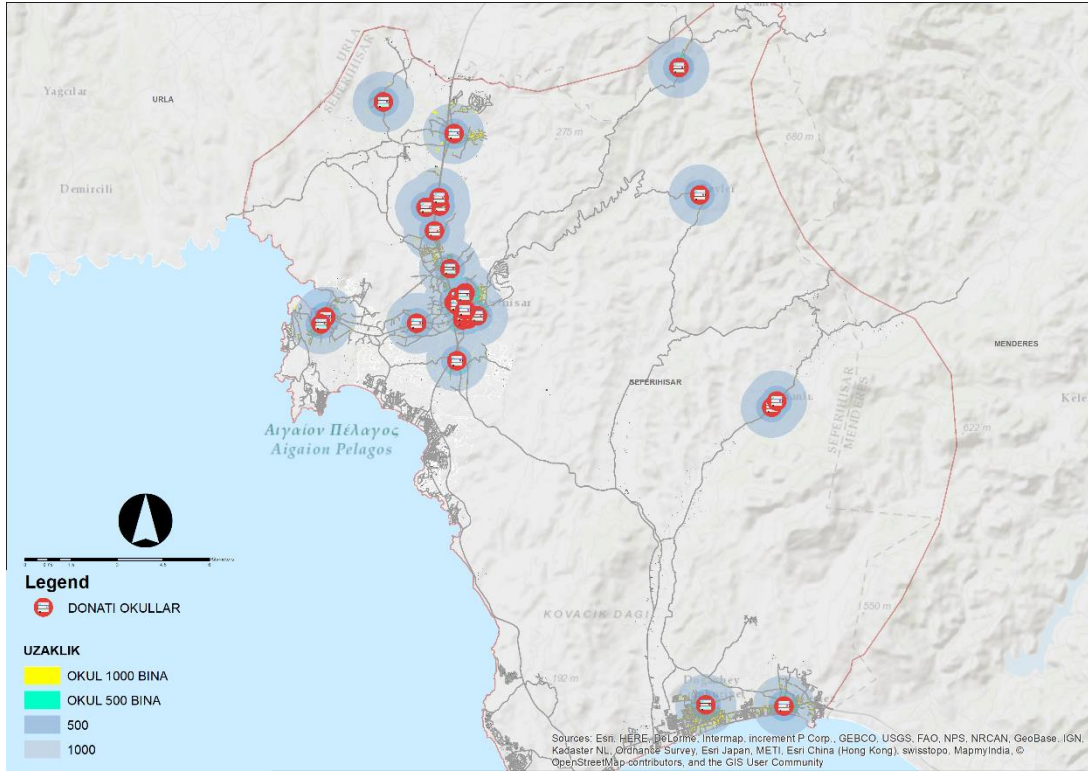 URLA
SEFERIHISAR
Yagcilar
URLA
275 m
680 m
Demircili
MENDERES
SEFERIHISAR
SEFERIHISAR
MENDERES
622 m
Αιγαίον Πέλαγος
Aigaion Pelagos
KOVACIK DAGI
550 m
192 m
Legend
DONATI OKULLAR
UZAKLIK
OKUL 1000 BINA
OKUL 500 BINA
500
1000
Sources: Esri, HERE, DeLorme, Intermap, increment P Corp., GEBCO, USGS, FAO, NPS, NRCAN, GeoBase, IGN,
Kadaster NL, Ordnance Survey, Esri Japan, METI, Esri China (Hong Kong), swisstopo, MapmyIndia, ©
OpenStreetMap contributors, and the GIS User Community